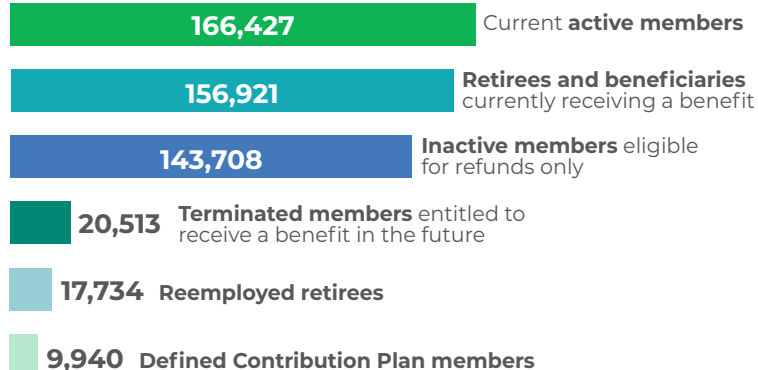 166,427 Current active members
156,921 Retirees and beneficiaries
currently receiving a benefit
143,708 Inactive members eligible
for refunds only
20,513 Terminated members entitled to
receive a benefit in the future
17,734 Reemployed retirees
9,940 Defined Contribution Plan members